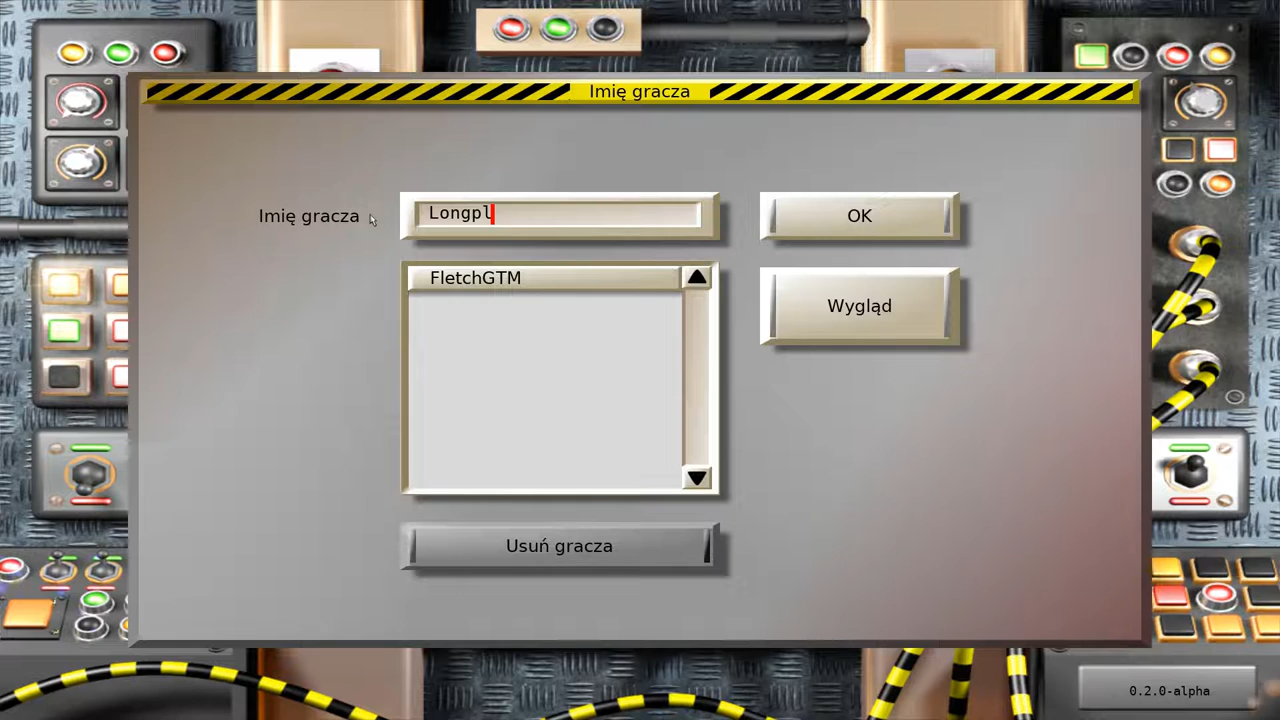 Imię gracza
Imię gracza
Longpl
OK
FletchGTM
Wygląd
Usuń gracza
0.2.0-alpha